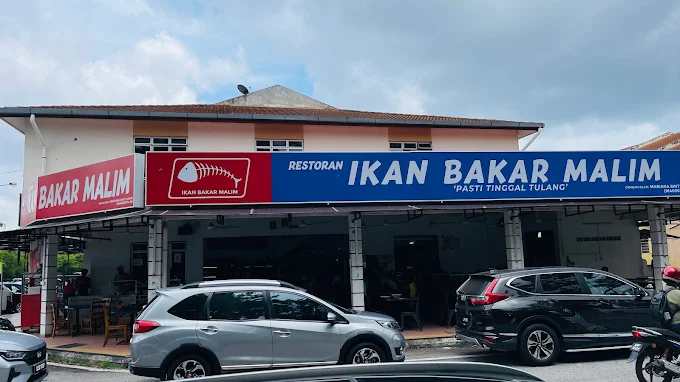 BAKAR MALIM
IKAN BAKAR MALIM
RESTORAN IKAN BAKAR MALIM
'PASTI TINGGAL TULANG'